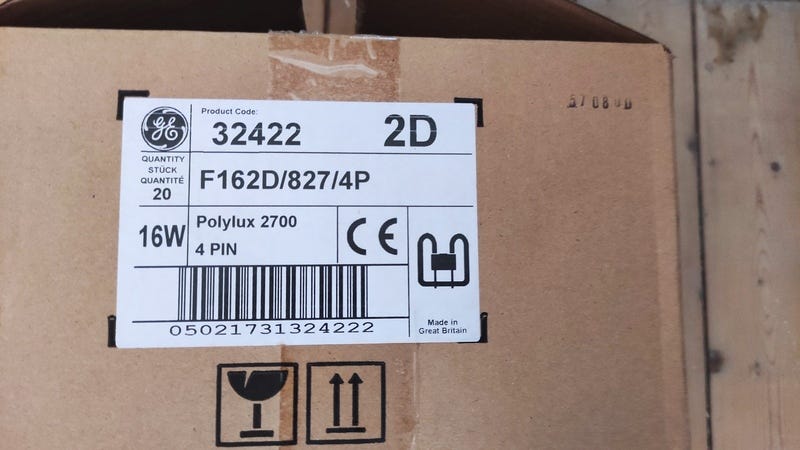 GE
Product Code:
32422 2D
QUANTITY
STÜCK
QUANTITÉ
20
F162D/827/4P
16W
Polylux 2700
4 PIN
CE
05021731324222
Made in
Great Britain